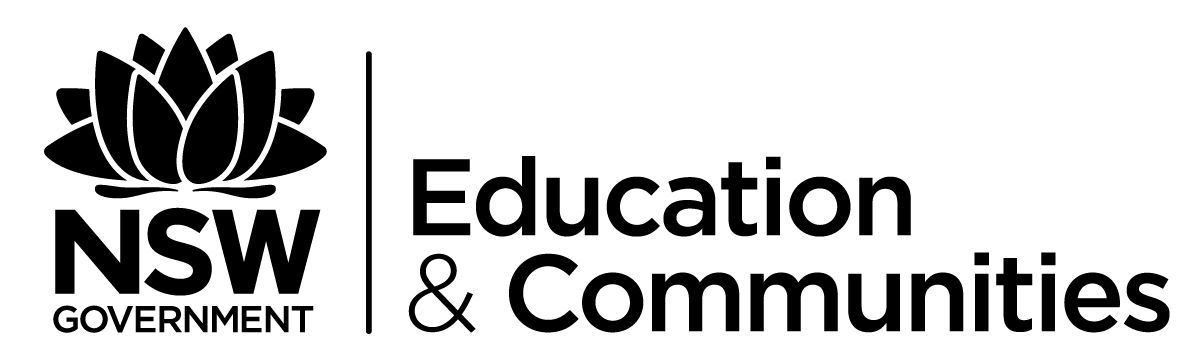 NSW
GOVERNMENT
Education
& Communities